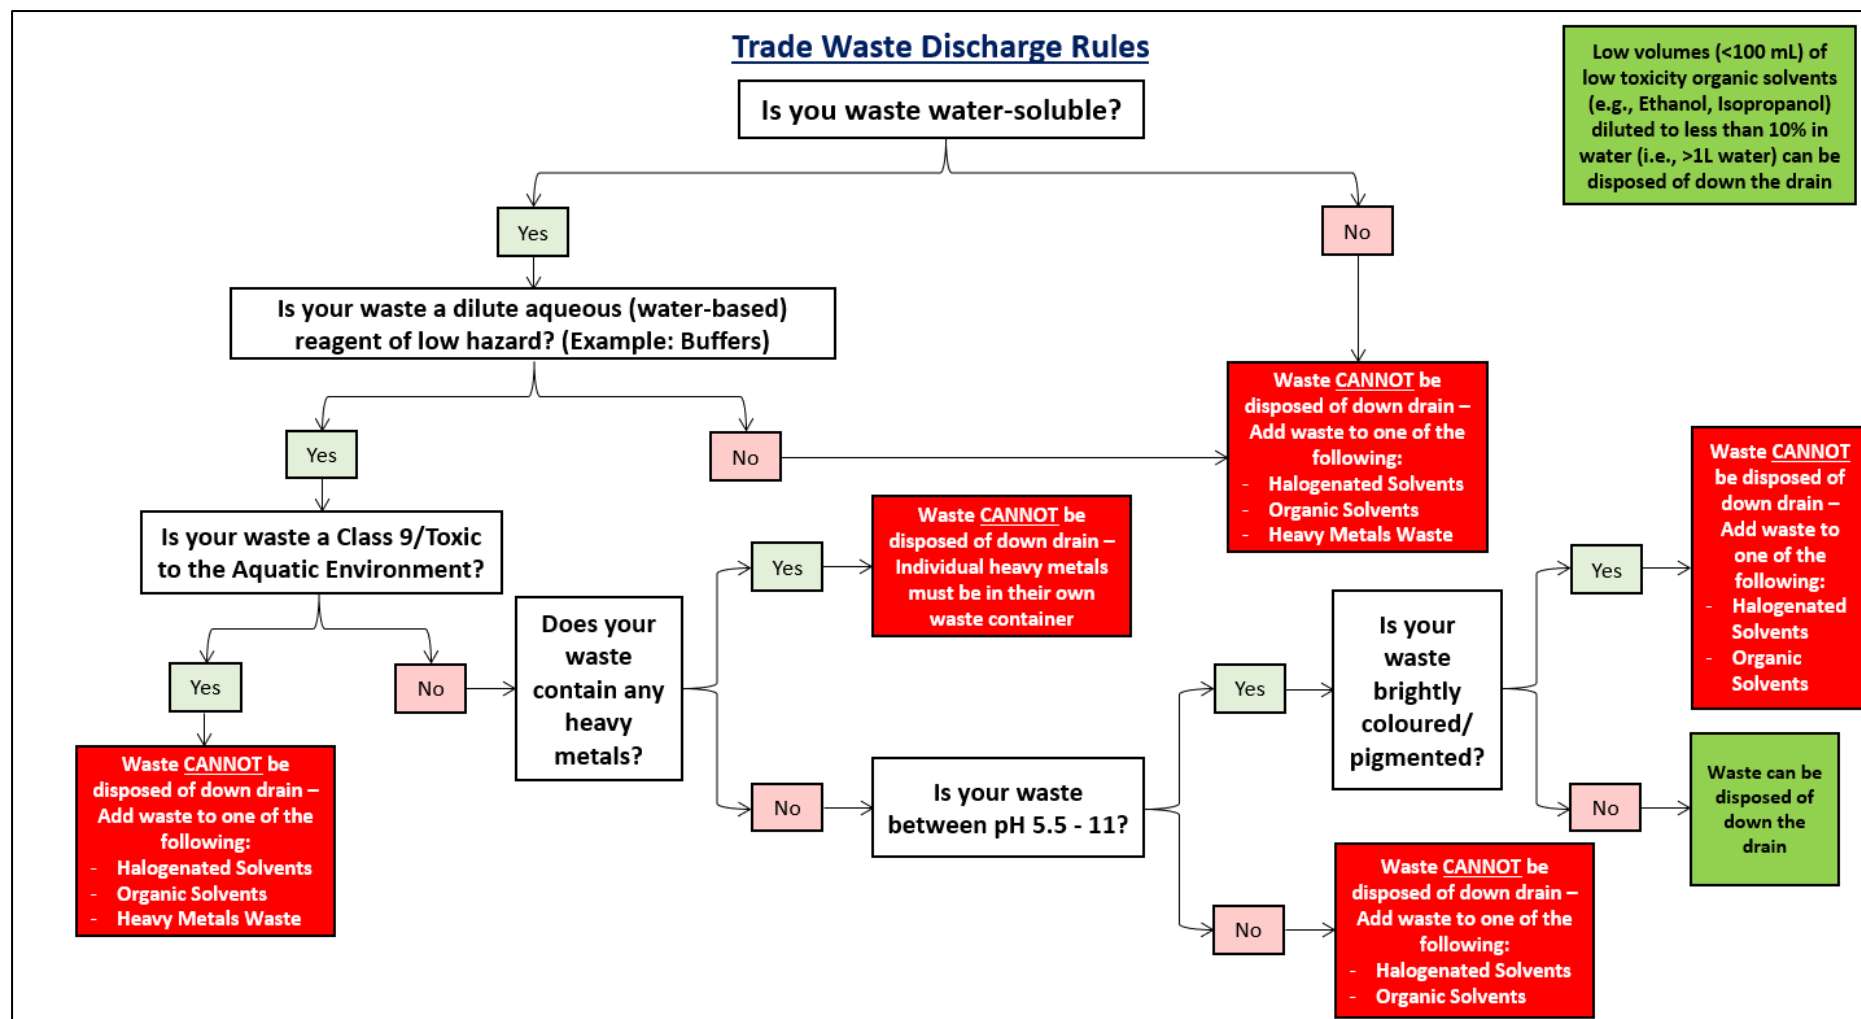 Trade Waste Discharge Rules
Low volumes (<100 mL) of
low toxicity organic solvents
(e.g., Ethanol, Isopropanol)
diluted to less than 10% in
water (i.e., >1L water) can be
disposed of down the drain
Is you waste water-soluble?
Yes
No
Is your waste a dilute aqueous (water-based)
reagent of low hazard? (Example: Buffers)
Yes
No
Waste CANNOT be
disposed of down drain –
Add waste to one of the
following:
- Halogenated Solvents
- Organic Solvents
- Heavy Metals Waste
Is your waste a Class 9/Toxic
to the Aquatic Environment?
Yes
No
Waste CANNOT be
disposed of down drain –
Add waste to one of the
following:
- Halogenated Solvents
- Organic Solvents
- Heavy Metals Waste
Does your
waste
contain any
heavy
metals?
Yes
Waste CANNOT be
disposed of down drain –
Individual heavy metals
must be in their own
waste container
No
Is your waste
between pH 5.5 - 11?
Yes
Is your
waste
brightly
coloured/
pigmented?
Yes
Waste CANNOT
be disposed of
down drain –
Add waste to
one of the
following:
- Halogenated
Solvents
- Organic
Solvents
No
Waste can be
disposed of
down the
drain
No
Waste CANNOT be
disposed of down drain –
Add waste to one of the
following:
- Halogenated Solvents
- Organic Solvents